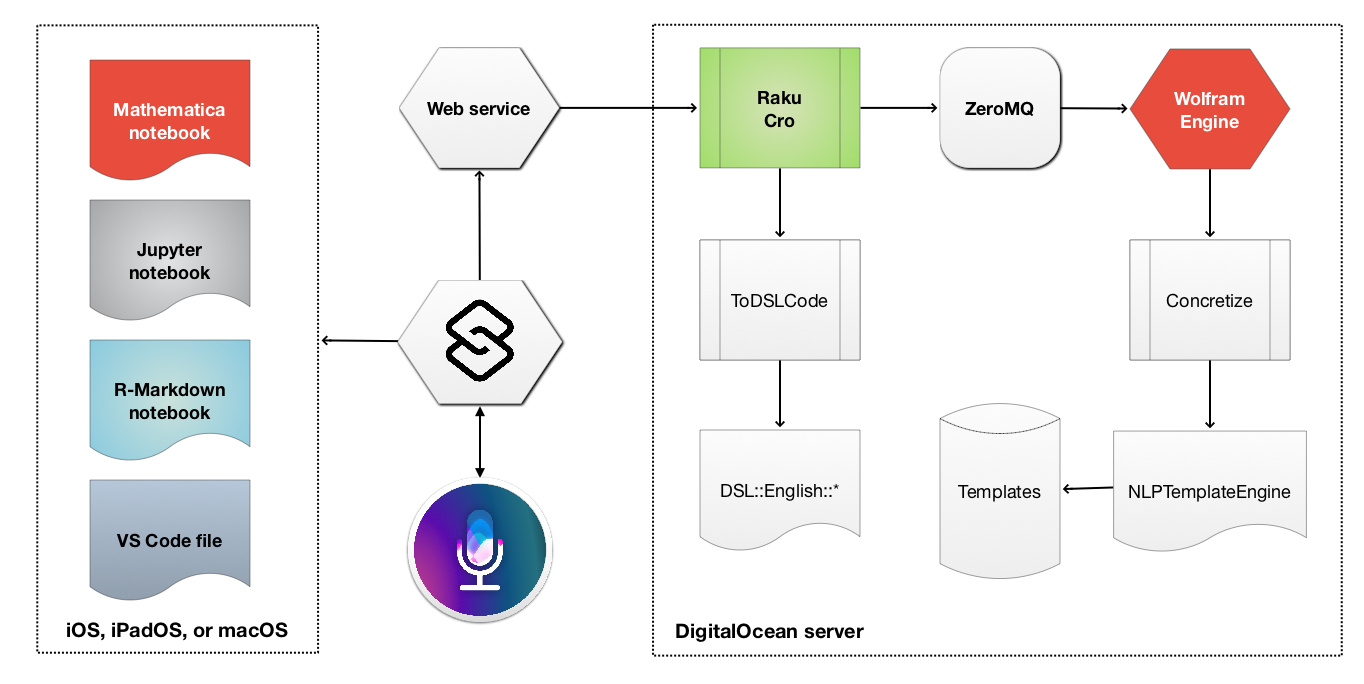 Mathematica
notebook
Jupyter
notebook
R-Markdown
notebook
VS Code file
iOS, iPadOS, or macOS
Web service
DigitalOcean server
Raku
Cro
ZeroMQ
Wolfram
Engine
ToDSLCode
Concretize
DSL::English::*
Templates
NLPTemplateEngine